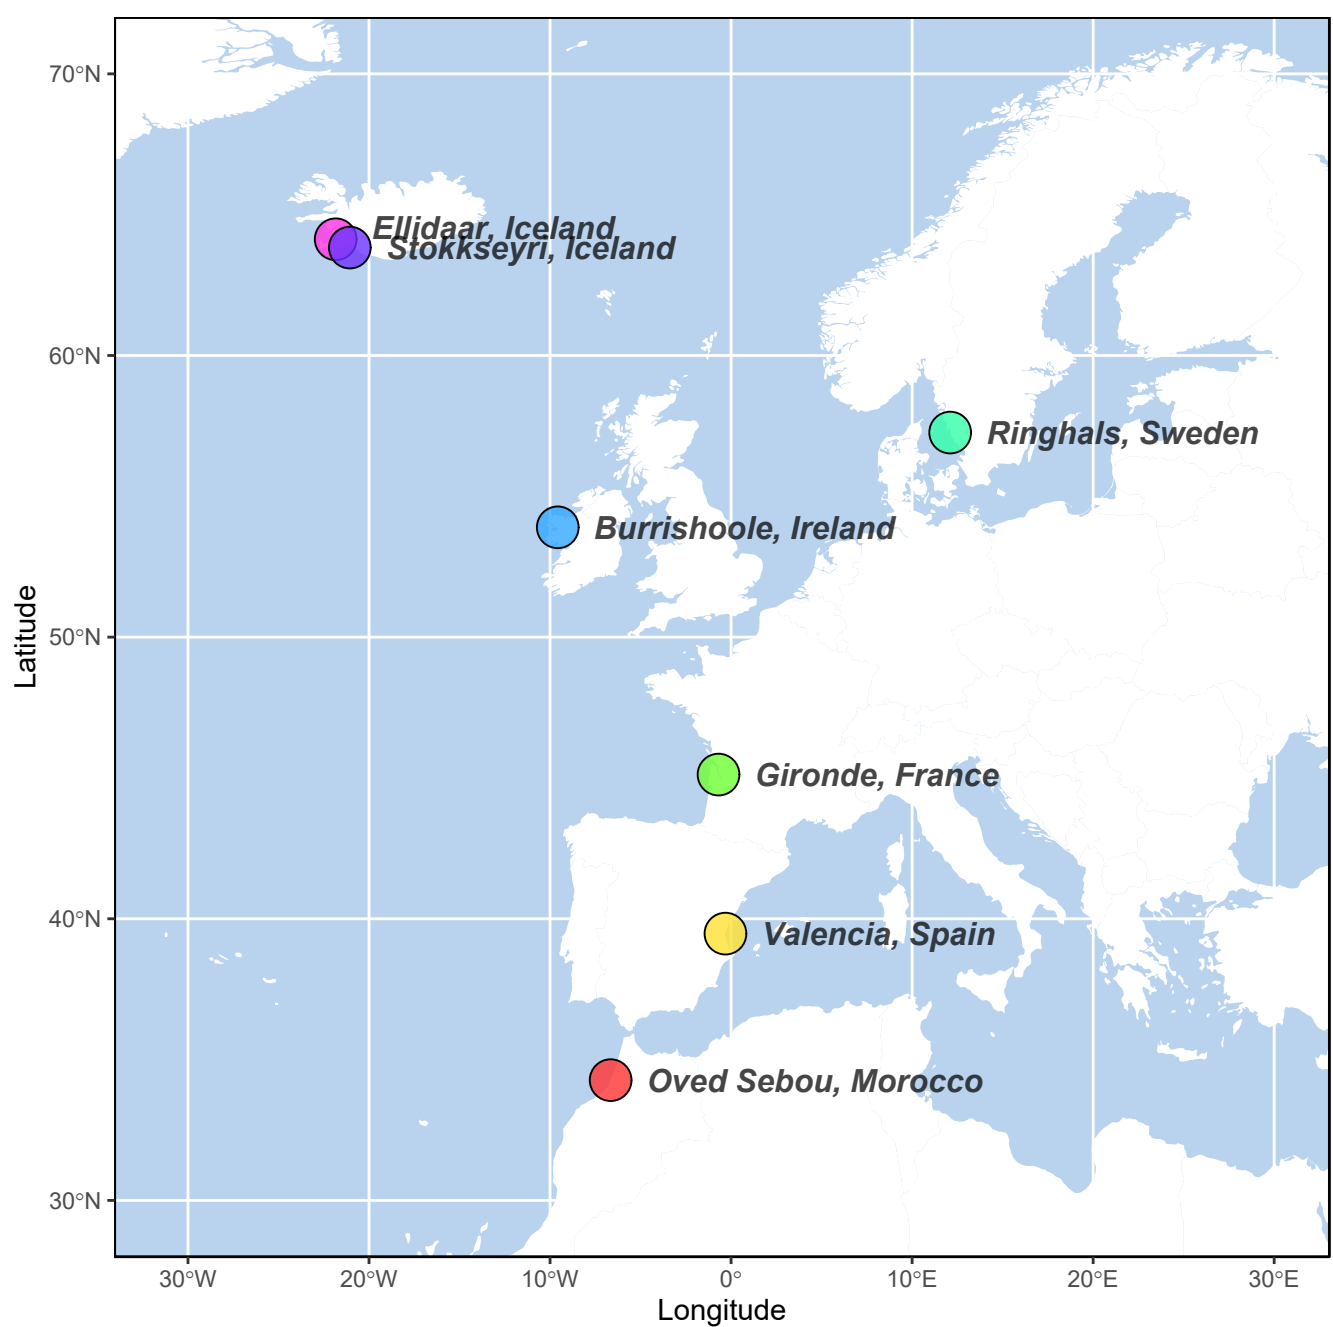 70°N
Ellidaar, Iceland
Stokkseyri, Iceland
60°N
Ringhals, Sweden
Burrishoole, Ireland
50°N
Latitude
Gironde, France
40°N
Valencia, Spain
Oved Sebou, Morocco
30°N
30°W
20°W
10°W
0°
10°E
20°E
30°E
Longitude